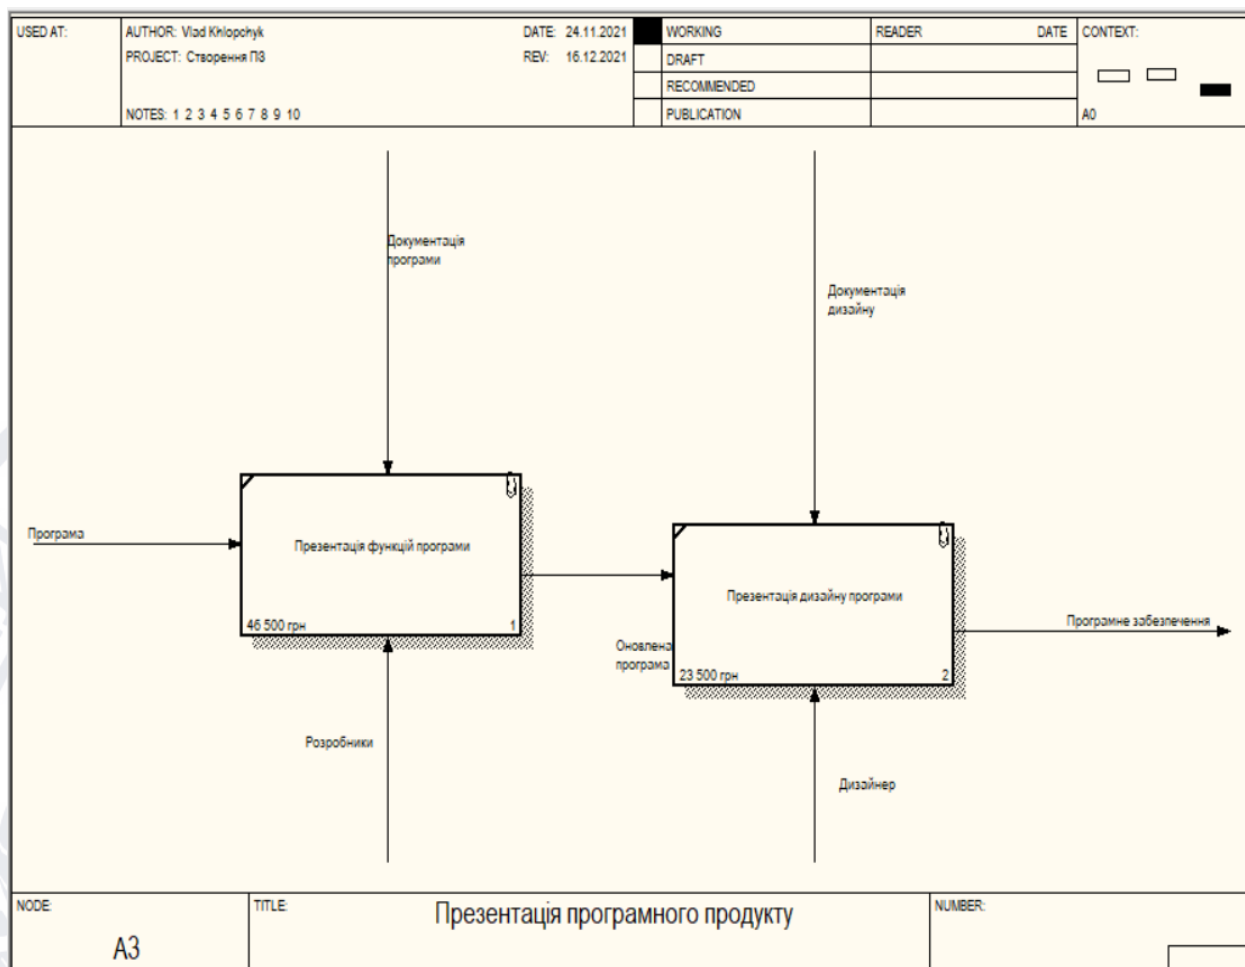 USED AT:
AUTHOR: Vlad Khlopchyk
DATE: 24.11.2021
WORKING
READER
DATE
CONTEXT:
PROJECT: Створення ПЗ
REV: 16.12.2021
DRAFT
RECOMMENDED
NOTES: 1 2 3 4 5 6 7 8 9 10
PUBLICATION
A0
Документація
програми
Документація
дизайну
Програма
Презентація функцій програми
46 500 грн
1
Презентація дизайну програми
Програмне забезпечення
Оновлена
програма
23 500 грн
2
Розробники
Дизайнер
NODE:
TITLE:
Презентація програмного продукту
NUMBER:
A3